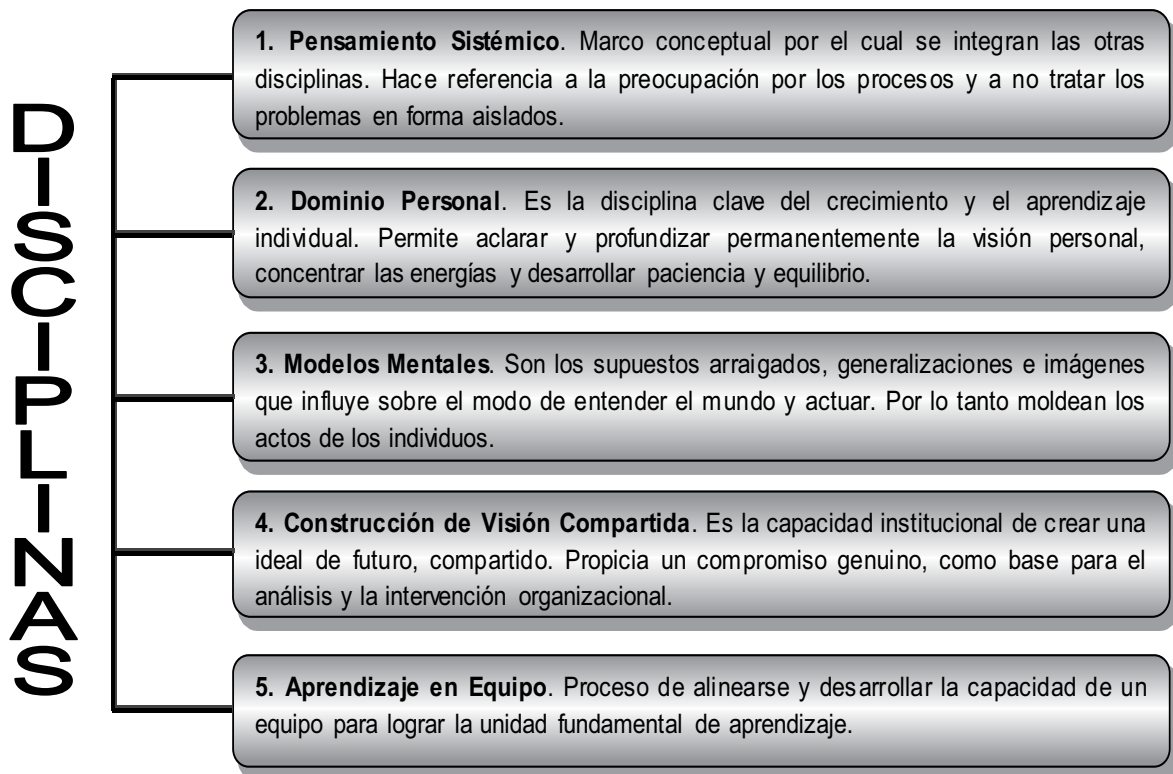 DISCIPLINAS
1. Pensamiento Sistémico. Marco conceptual por el cual se integran las otras
disciplinas. Hace referencia a la preocupación por los procesos y a no tratar los
problemas en forma aislados.
2. Dominio Personal. Es la disciplina clave del crecimiento y el aprendizaje
individual. Permite aclarar y profundizar permanentemente la visión personal,
concentrar las energías y desarrollar paciencia y equilibrio.
3. Modelos Mentales. Son los supuestos arraigados, generalizaciones e imágenes
que influye sobre el modo de entender el mundo y actuar. Por lo tanto moldean los
actos de los individuos.
4. Construcción de Visión Compartida. Es la capacidad institucional de crear una
ideal de futuro, compartido. Propicia un compromiso genuino, como base para el
análisis y la intervención organizacional.
5. Aprendizaje en Equipo. Proceso de alinearse y desarrollar la capacidad de un
equipo para lograr la unidad fundamental de aprendizaje.